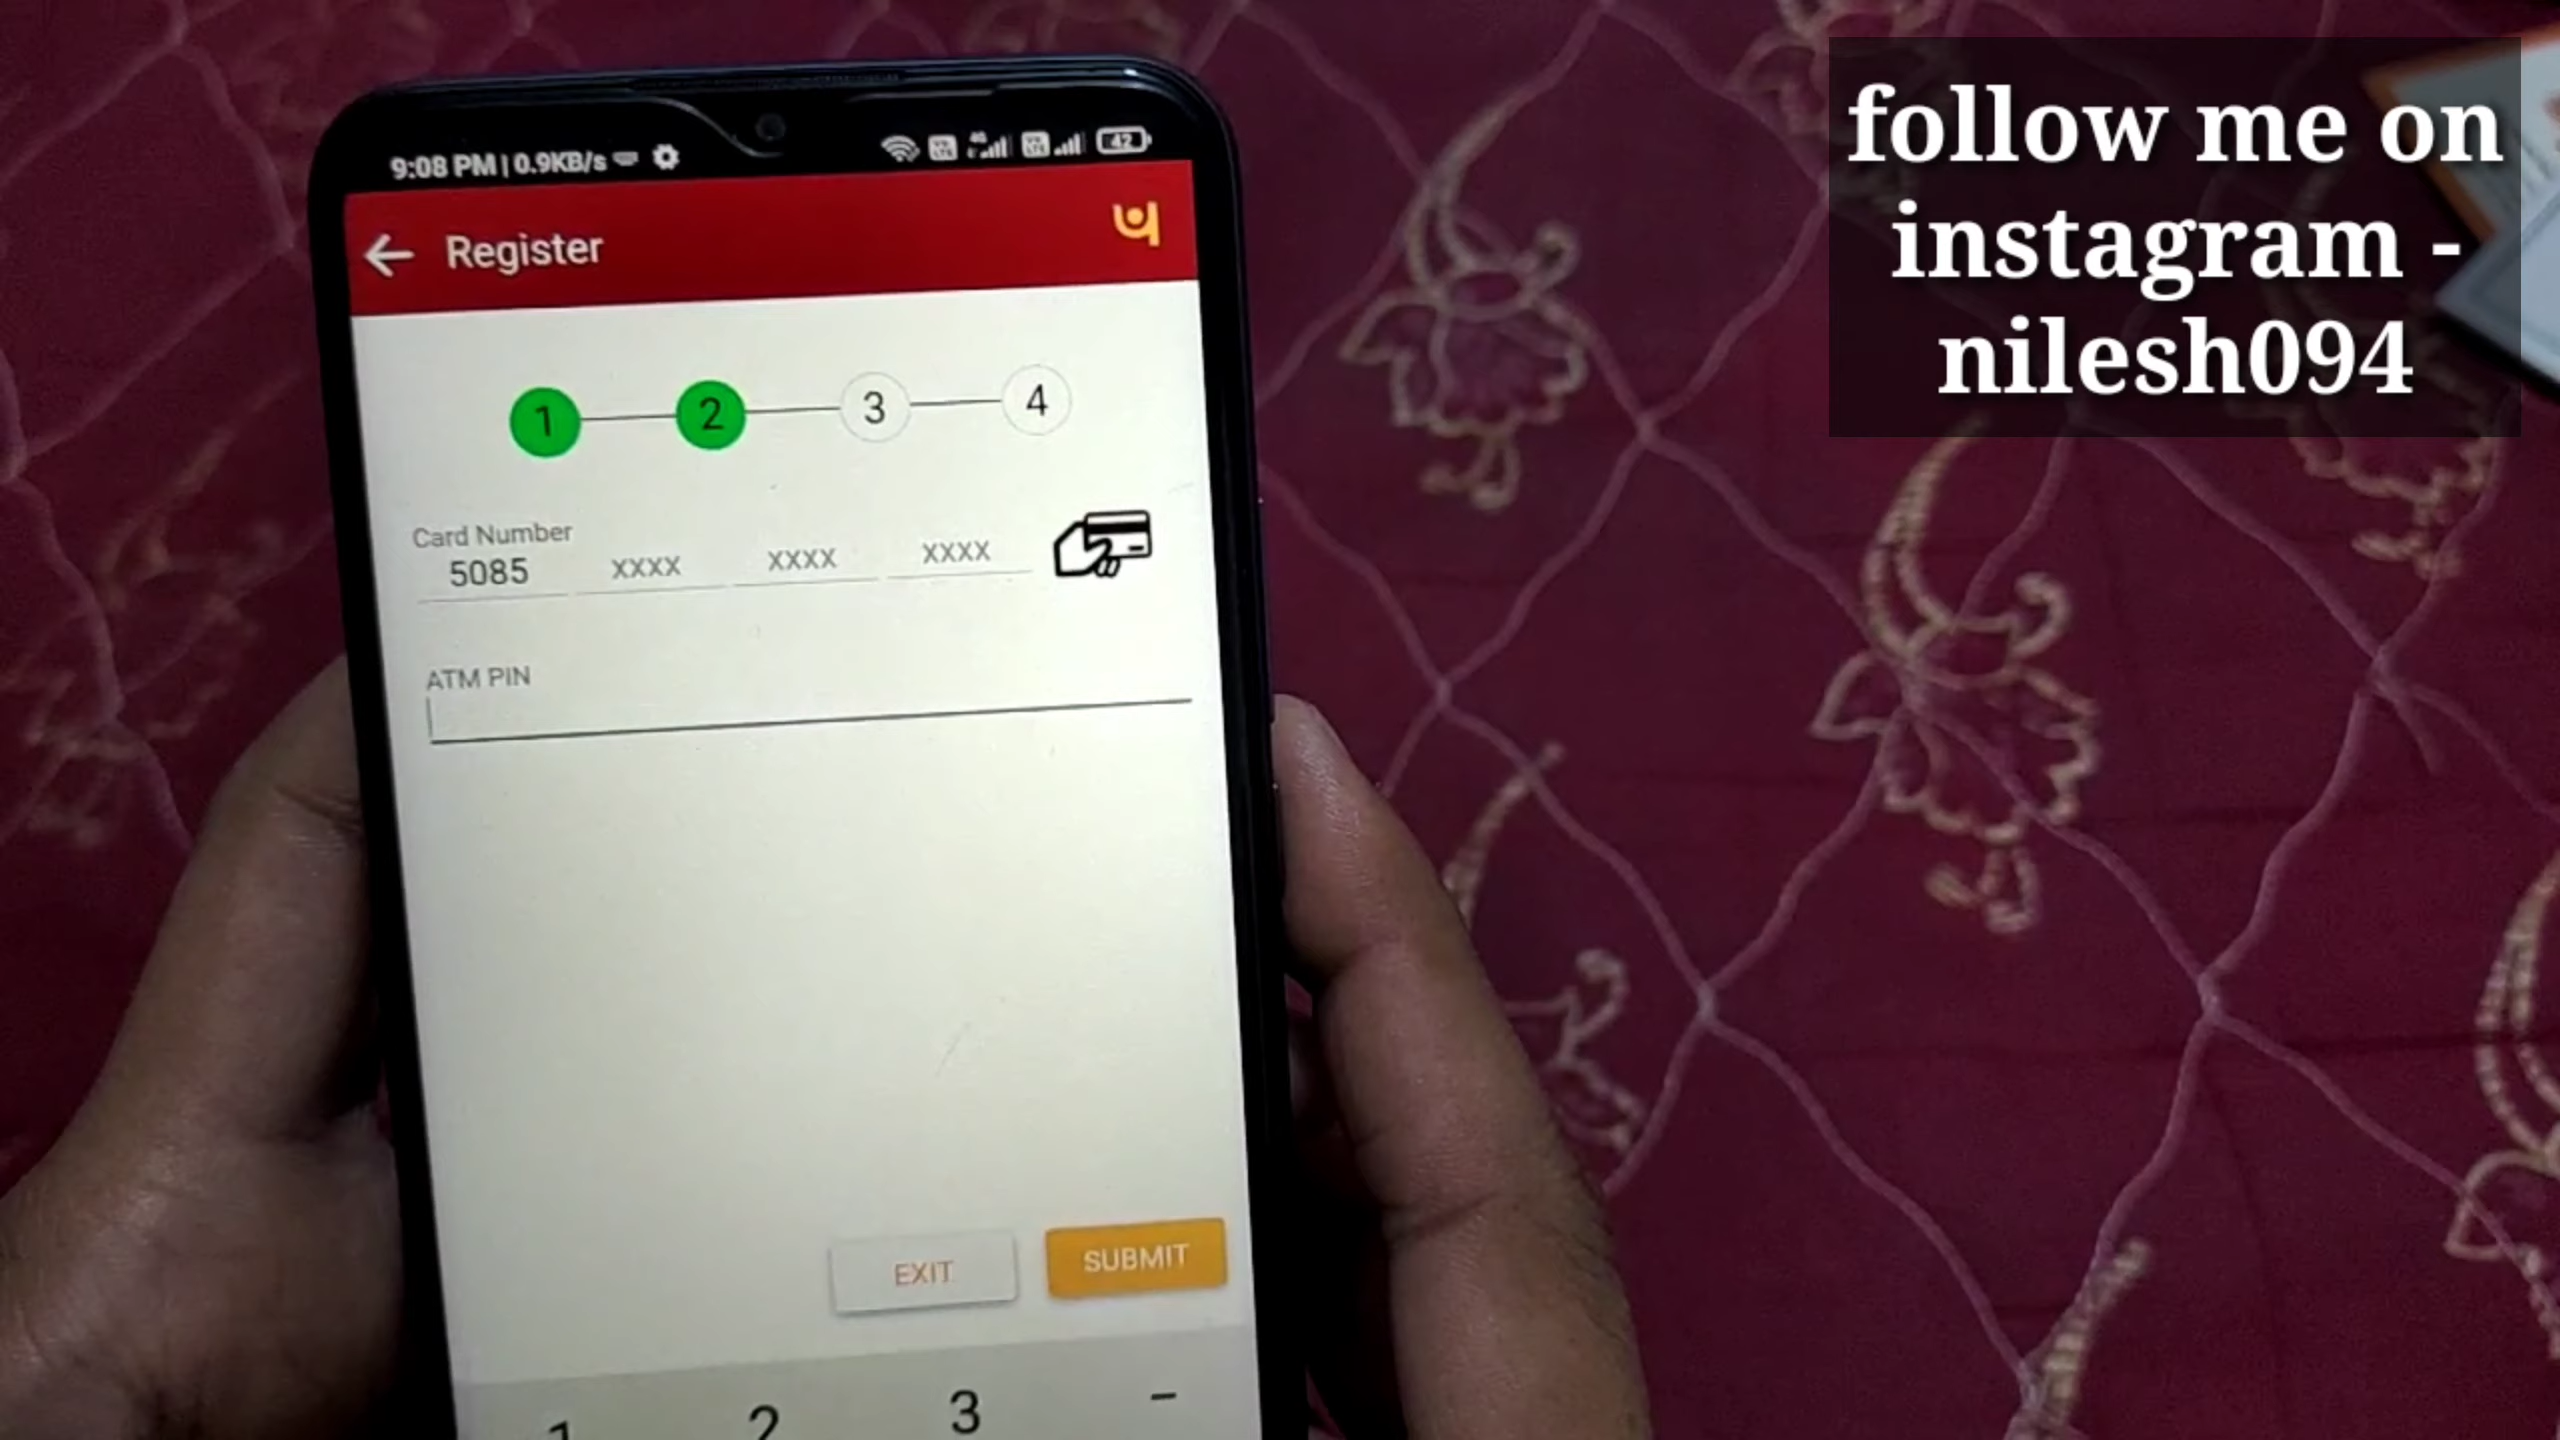 follow me on
instagram -
nilesh094
9:08 PM | 0.9KB/s
42
Register
1 2 3 4
Card Number
5085 XXXX XXXX XXXX
ATM PIN
EXIT SUBMIT
1 2 3 -